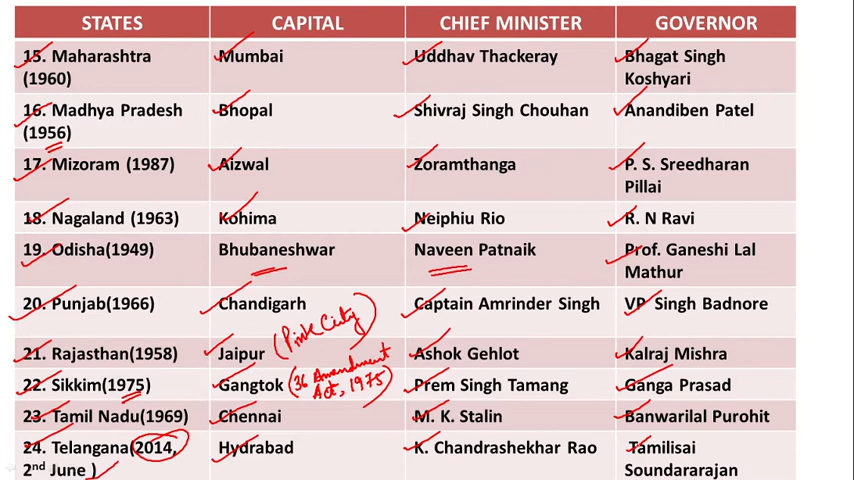 STATES CAPITAL CHIEF MINISTER GOVERNOR
15. Maharashtra Mumbai Uddhav Thackeray Bhagat Singh
(1960) Koshyari
16. Madhya Pradesh Bhopal Shivraj Singh Chouhan Anandiben Patel
(1956)
17. Mizoram (1987) Aizwal Zoramthanga P. S. Sreedharan
Pillai
18. Nagaland (1963) Kohima Neiphiu Rio R. N Ravi
19. Odisha(1949) Bhubaneshwar Naveen Patnaik Prof. Ganeshi Lal
Mathur
20. Punjab(1966) Chandigarh Captain Amrinder Singh VP Singh Badnore
21. Rajasthan(1958) Jaipur (Pink City) Ashok Gehlot Kalraj Mishra
22. Sikkim(1975) Gangtok (36 Amendment Prem Singh Tamang Ganga Prasad
Act, 1975)
23. Tamil Nadu(1969) Chennai M. K. Stalin Banwarilal Purohit
24. Telangana(2014, Hydrabad K. Chandrashekhar Rao Tamilisai
2nd June ) Soundararajan